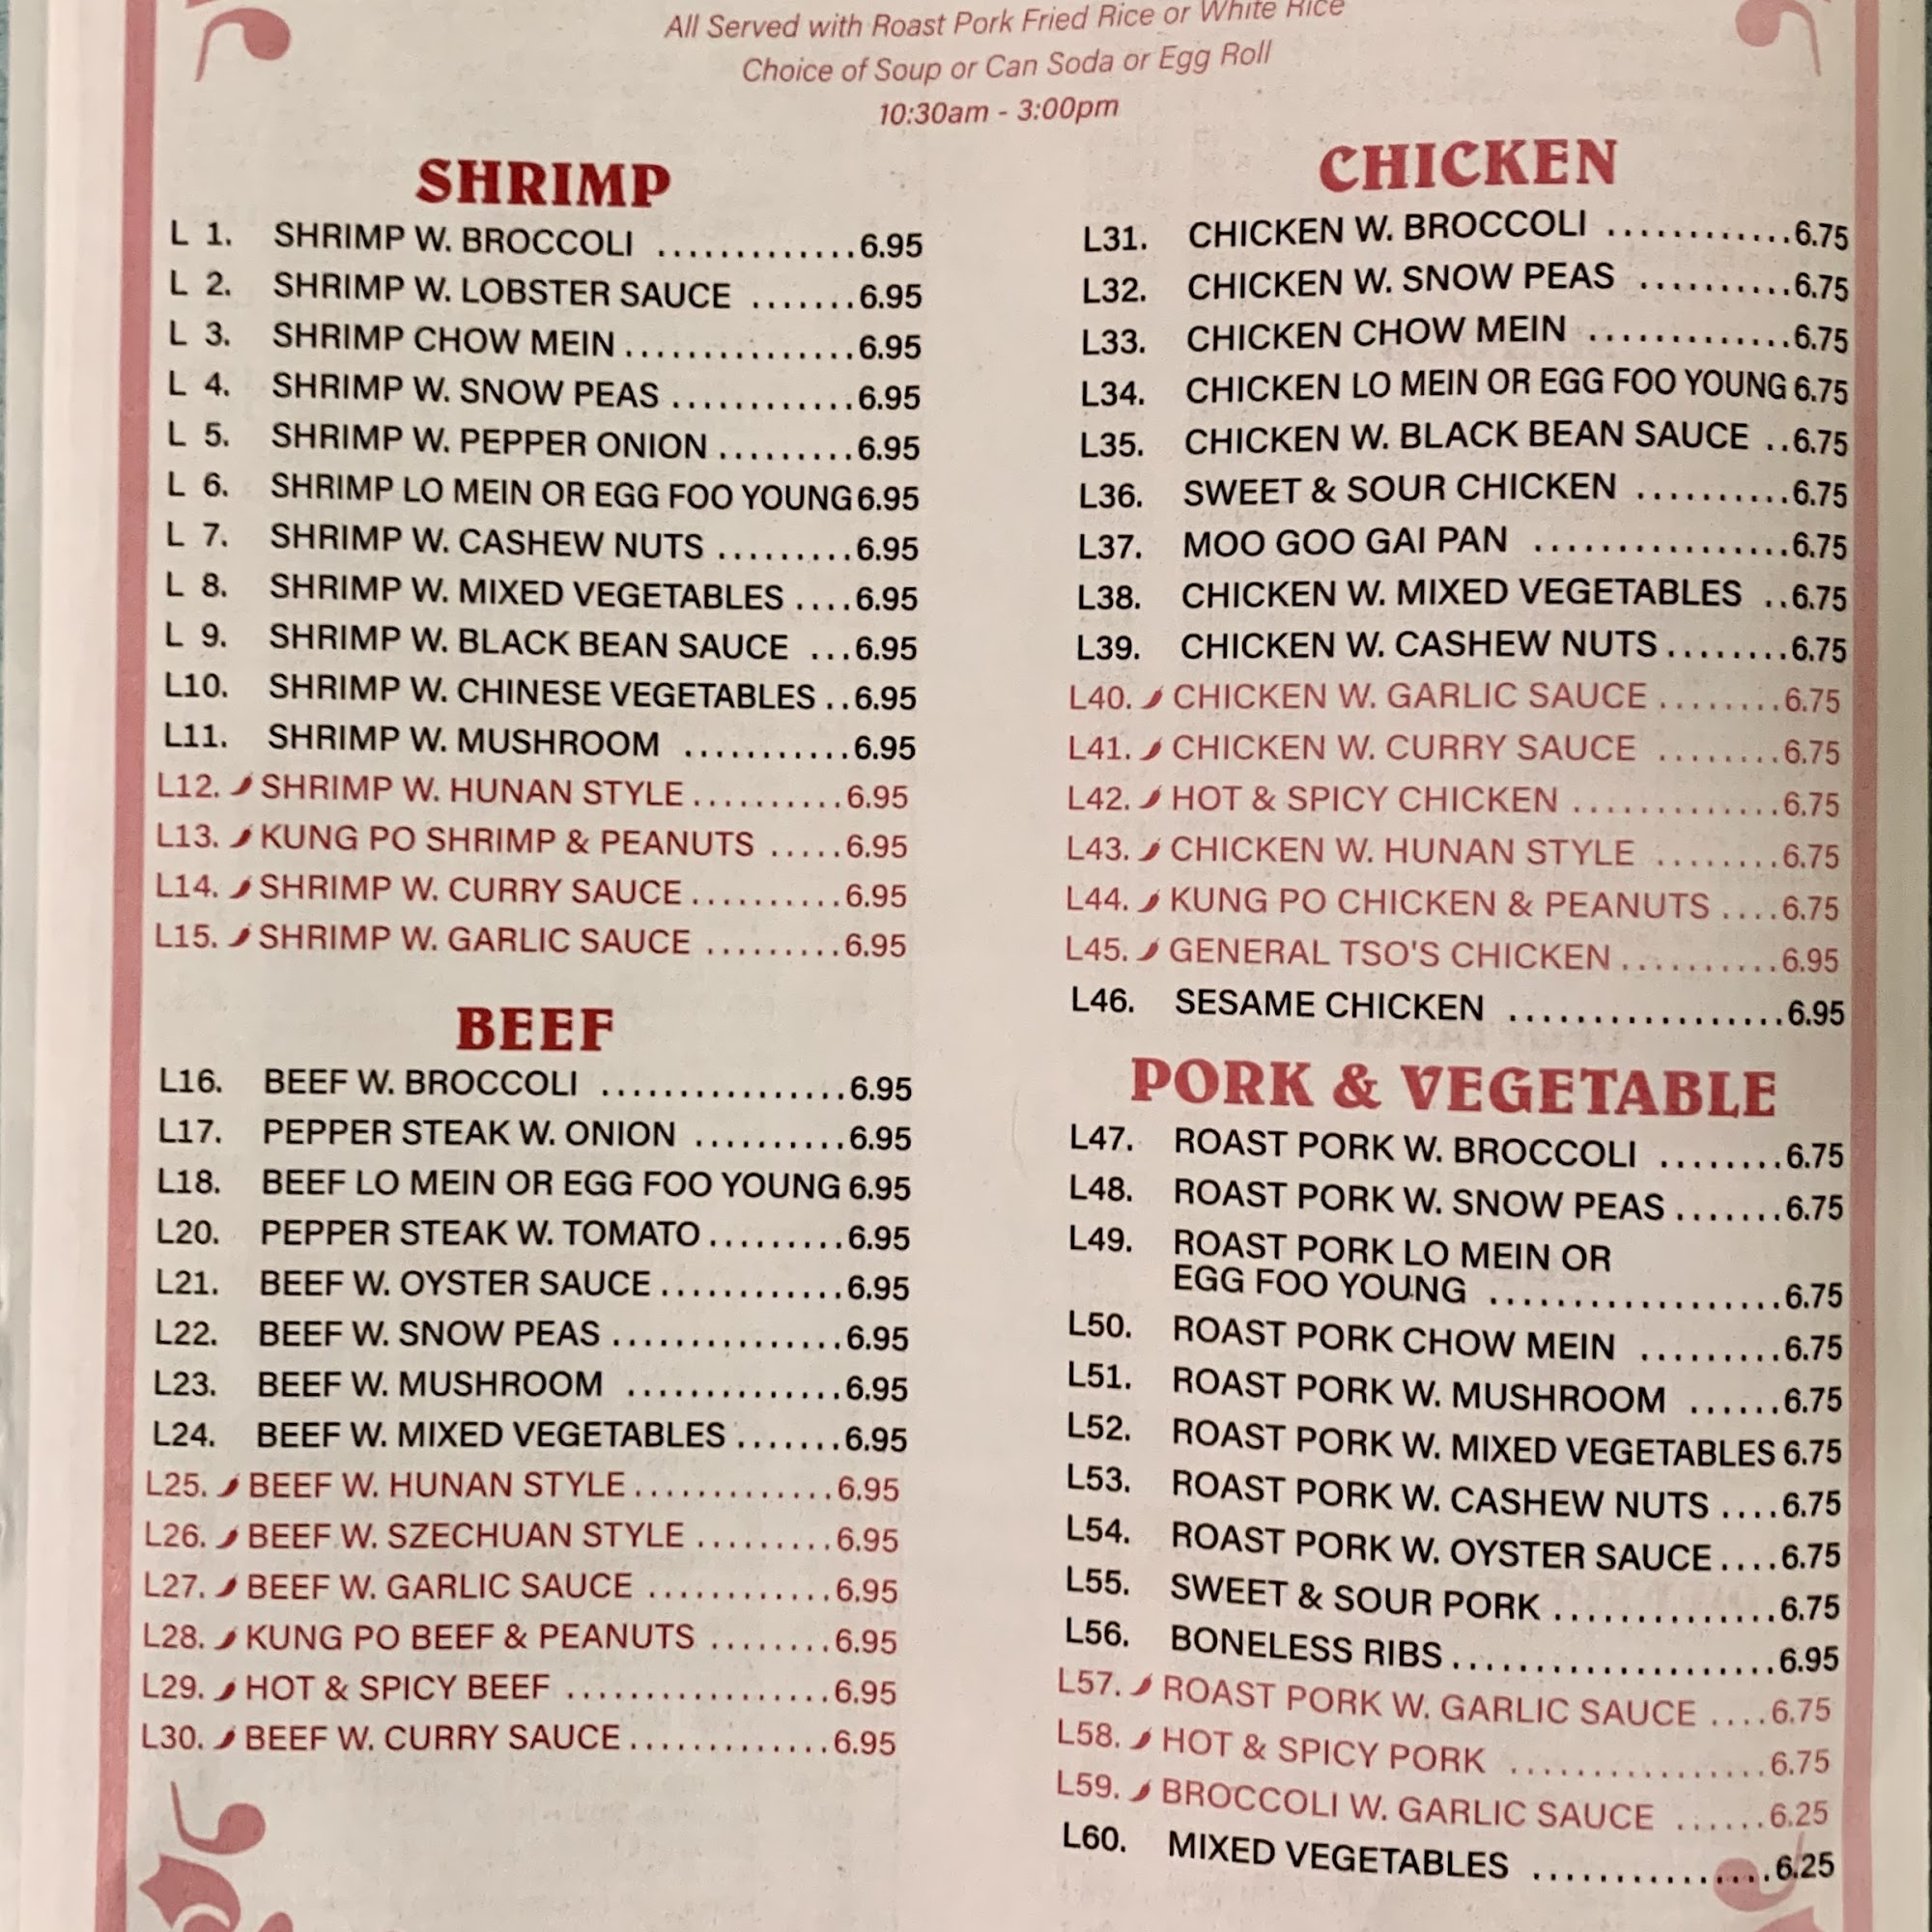 All Served with Roast Pork Fried Rice or White Rice
Choice of Soup or Can Soda or Egg Roll
10:30am - 3:00pm
SHRIMP
L 1. SHRIMP W. BROCCOLI .............6.95
L 2. SHRIMP W. LOBSTER SAUCE .......6.95
L 3. SHRIMP CHOW MEIN...............6.95
L 4. SHRIMP W. SNOW PEAS............6.95
L 5. SHRIMP W. PEPPER ONION.........6.95
L 6. SHRIMP LO MEIN OR EGG FOO YOUNG 6.95
L 7. SHRIMP W. CASHEW NUTS.........6.95
L 8. SHRIMP W. MIXED VEGETABLES....6.95
L 9. SHRIMP W. BLACK BEAN SAUCE ...6.95
L10. SHRIMP W. CHINESE VEGETABLES..6.95
L11. SHRIMP W. MUSHROOM ...........6.95
L12. SHRIMP W. HUNAN STYLE..........6.95
L13. KUNG PO SHRIMP & PEANUTS .....6.95
L14. SHRIMP W. CURRY SAUCE..........6.95
L15. SHRIMP W. GARLIC SAUCE .........6.95
BEEF
L16. BEEF W. BROCCOLI ................6.95
L17. PEPPER STEAK W. ONION ..........6.95
L18. BEEF LO MEIN OR EGG FOO YOUNG 6.95
L20. PEPPER STEAK W. TOMATO.........6.95
L21. BEEF W. OYSTER SAUCE............6.95
L22. BEEF W. SNOW PEAS...............6.95
L23. BEEF W. MUSHROOM ..............6.95
L24. BEEF W. MIXED VEGETABLES.......6.95
L25. BEEF W. HUNAN STYLE.............6.95
L26. BEEF W. SZECHUAN STYLE .........6.95
L27. BEEF W. GARLIC SAUCE ............6.95
L28. KUNG PO BEEF & PEANUTS ........6.95
L29. HOT & SPICY BEEF .................6.95
L30. BEEF W. CURRY SAUCE.............6.95
CHICKEN
L31. CHICKEN W. BROCCOLI ............6.75
L32. CHICKEN W. SNOW PEAS ..........6.75
L33. CHICKEN CHOW MEIN .............6.75
L34. CHICKEN LO MEIN OR EGG FOO YOUNG 6.75
L35. CHICKEN W. BLACK BEAN SAUCE ..6.75
L36. SWEET & SOUR CHICKEN ..........6.75
L37. MOO GOO GAI PAN ................6.75
L38. CHICKEN W. MIXED VEGETABLES ..6.75
L39. CHICKEN W. CASHEW NUTS........6.75
L40. CHICKEN W. GARLIC SAUCE........6.75
L41. CHICKEN W. CURRY SAUCE ........6.75
L42. HOT & SPICY CHICKEN.............6.75
L43. CHICKEN W. HUNAN STYLE ........6.75
L44. KUNG PO CHICKEN & PEANUTS....6.75
L45. GENERAL TSO'S CHICKEN..........6.95
L46. SESAME CHICKEN .................6.95
PORK & VEGETABLE
L47. ROAST PORK W. BROCCOLI ........6.75
L48. ROAST PORK W. SNOW PEAS.......6.75
L49. ROAST PORK LO MEIN OR
EGG FOO YOUNG ...................6.75
L50. ROAST PORK CHOW MEIN .........6.75
L51. ROAST PORK W. MUSHROOM ......6.75
L52. ROAST PORK W. MIXED VEGETABLES 6.75
L53. ROAST PORK W. CASHEW NUTS ....6.75
L54. ROAST PORK W. OYSTER SAUCE....6.75
L55. SWEET & SOUR PORK...............6.75
L56. BONELESS RIBS.....................6.95
L57. ROAST PORK W. GARLIC SAUCE ....6.75
L58. HOT & SPICY PORK .................6.75
L59. BROCCOLI W. GARLIC SAUCE ......6.25
L60. MIXED VEGETABLES ................6.25